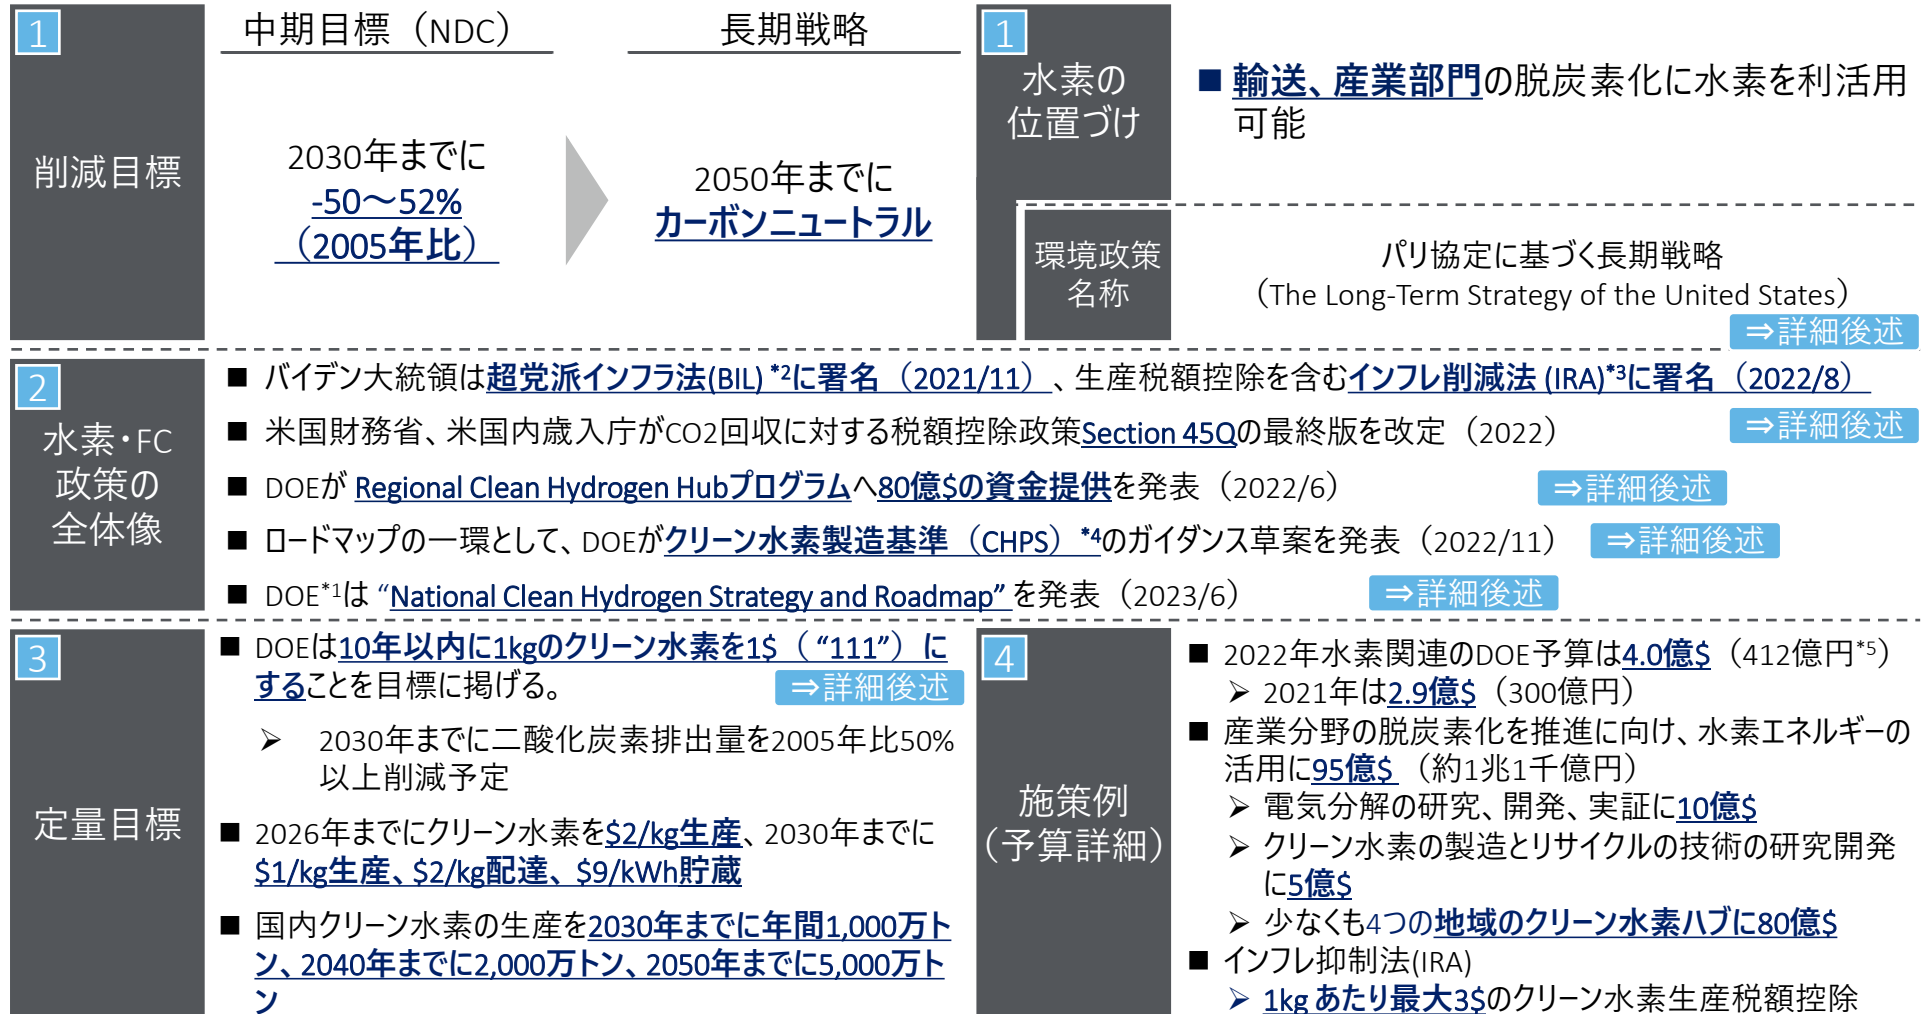 1
削減目標
中期目標（NDC）
2030年までに
-50～52%
（2005年比）
長期戦略
2050年までに
カーボンニュートラル
1
水素の
位置づけ
■ 輸送、産業部門の脱炭素化に水素を利活用
可能
環境政策
名称
パリ協定に基づく長期戦略
（The Long-Term Strategy of the United States）
⇒詳細後述
2
水素・FC
政策の
全体像
■ バイデン大統領は超党派インフラ法(BIL) *2に署名（2021/11）、生産税額控除を含むインフレ削減法 (IRA)*3に署名（2022/8）
■ 米国財務省、米国内歳入庁がCO2回収に対する税額控除政策Section 45Qの最終版を改定（2022） ⇒詳細後述
■ DOEが Regional Clean Hydrogen Hubプログラムへ80億$の資金提供を発表（2022/6） ⇒詳細後述
■ ロードマップの一環として、DOEがクリーン水素製造基準（CHPS）*4のガイダンス草案を発表（2022/11） ⇒詳細後述
■ DOE*1は “National Clean Hydrogen Strategy and Roadmap” を発表（2023/6） ⇒詳細後述
3
定量目標
■ DOEは10年以内に1kgのクリーン水素を1$（ “111”）に
することを目標に掲げる。 ⇒詳細後述
➢ 2030年までに二酸化炭素排出量を2005年比50%
以上削減予定
■ 2026年までにクリーン水素を$2/kg生産、2030年までに
$1/kg生産、$2/kg配達、 $9/kWh貯蔵
■ 国内クリーン水素の生産を2030年までに年間1,000万ト
ン、2040年までに2,000万トン、2050年までに5,000万ト
ン
4
施策例
（予算詳細）
■ 2022年水素関連のDOE予算は4.0億$（412億円*5）
➢ 2021年は2.9億$（300億円）
■ 産業分野の脱炭素化を推進に向け、水素エネルギーの
活用に95億$ （約1兆1千億円）
➢ 電気分解の研究、開発、実証に10億$
➢ クリーン水素の製造とリサイクルの技術の研究開発
に5億$
➢ 少なくも4つの地域のクリーン水素ハブに80億$
■ インフレ抑制法(IRA)
➢ 1kg あたり最大3$のクリーン水素生産税額控除